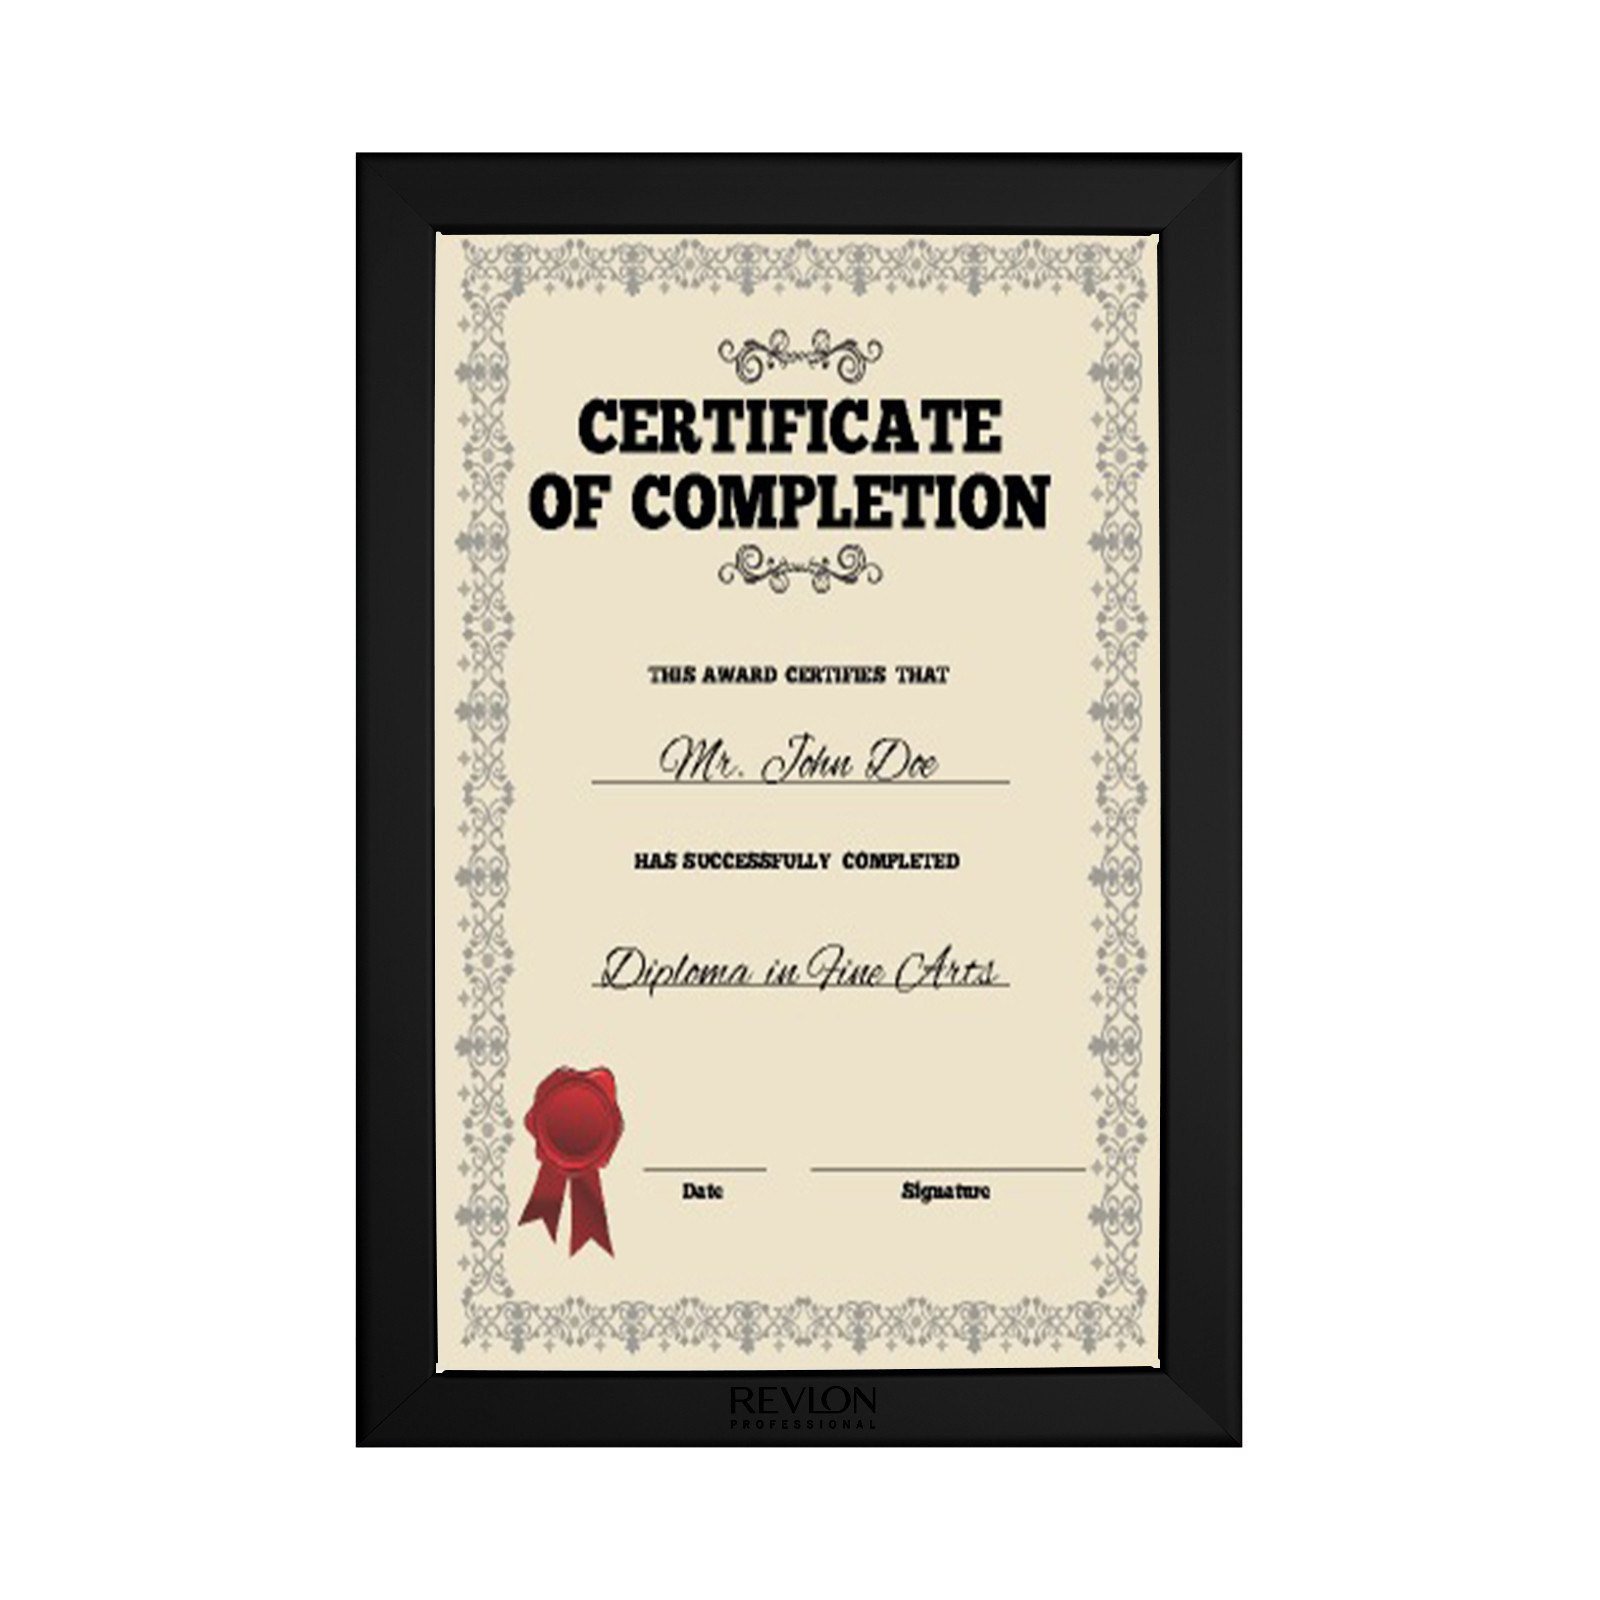 CERTIFICATE
OF COMPLETION
THIS AWARD CERTIFIES THAT
Mr. John Doe
HAS SUCCESSFULLY COMPLETED
Diploma in Fine Arts
Date
Signature
REVLON
PROFESSIONAL